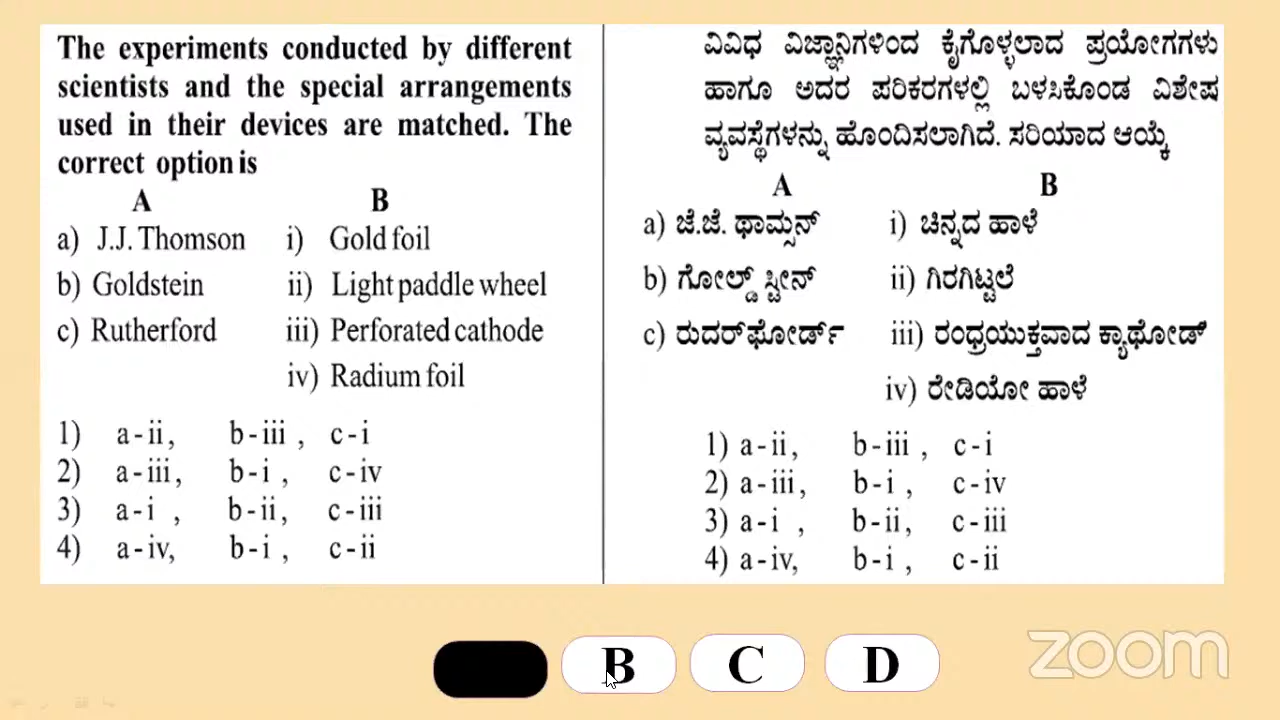 The experiments conducted by different
scientists and the special arrangements
used in their devices are matched. The
correct option is
A B
a) J.J. Thomson i) Gold foil
b) Goldstein ii) Light paddle wheel
c) Rutherford iii) Perforated cathode
iv) Radium foil
1) a-ii, b-iii , c-i
2) a-iii, b-i , c-iv
3) a-i , b-ii, c-iii
4) a-iv, b-i , c-ii
ವಿವಿಧ ವಿಜ್ಞಾನಿಗಳಿಂದ ಕೈಗೊಳ್ಳಲಾದ ಪ್ರಯೋಗಗಳು
ಹಾಗೂ ಅದರ ಪರಿಕರಗಳಲ್ಲಿ ಬಳಸಿಕೊಂಡ ವಿಶೇಷ
ವ್ಯವಸ್ಥೆಗಳನ್ನು ಹೊಂದಿಸಲಾಗಿದೆ. ಸರಿಯಾದ ಆಯ್ಕೆ
A B
a) ಜೆ.ಜೆ. ಥಾಮ್ಸನ್ i) ಚಿನ್ನದ ಹಾಳೆ
b) ಗೋಲ್ಡ್ ಸ್ಟೀನ್ ii) ಗಿರಗಿಟ್ಟಲೆ
c) ರುದರ್‌ಫೋರ್ಡ್ iii) ರಂಧ್ರಯುಕ್ತವಾದ ಕ್ಯಾಥೋಡ್
iv) ರೇಡಿಯೋ ಹಾಳೆ
1) a-ii, b-iii , c-i
2) a-iii, b-i , c-iv
3) a-i , b-ii, c-iii
4) a-iv, b-i , c-ii
B C D
zoom